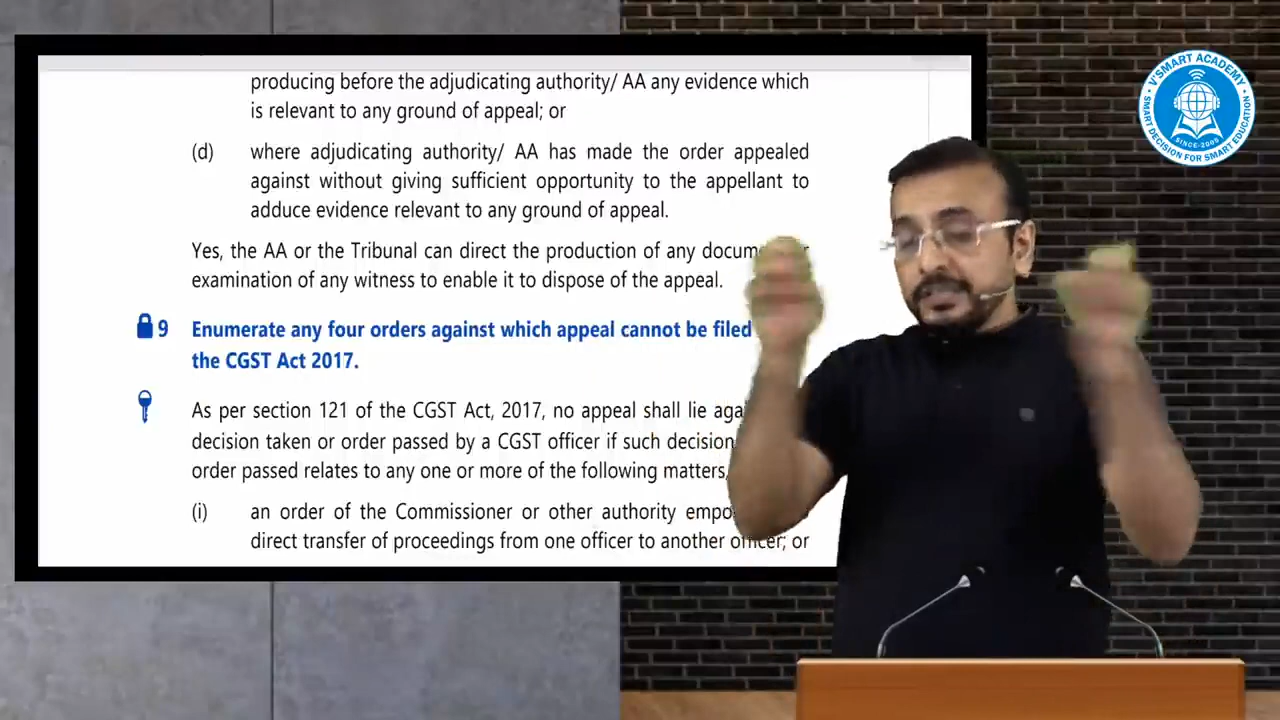 producing before the adjudicating authority/ AA any evidence which
is relevant to any ground of appeal; or
(d) where adjudicating authority/ AA has made the order appealed
against without giving sufficient opportunity to the appellant to
adduce evidence relevant to any ground of appeal.
Yes, the AA or the Tribunal can direct the production of any
examination of any witness to enable it to dispose of the appeal.
9 Enumerate any four orders against which appeal cannot be filed
the CGST Act 2017.
As per section 121 of the CGST Act, 2017, no appeal shall lie
decision taken or order passed by a CGST officer if such decision
order passed relates to any one or more of the following matters,
(i) an order of the Commissioner or other authority
direct transfer of proceedings from one officer to another officer; or
V'SMART ACADEMY
SINCE-2005
SMART DECISION FOR SMART EDUCATION